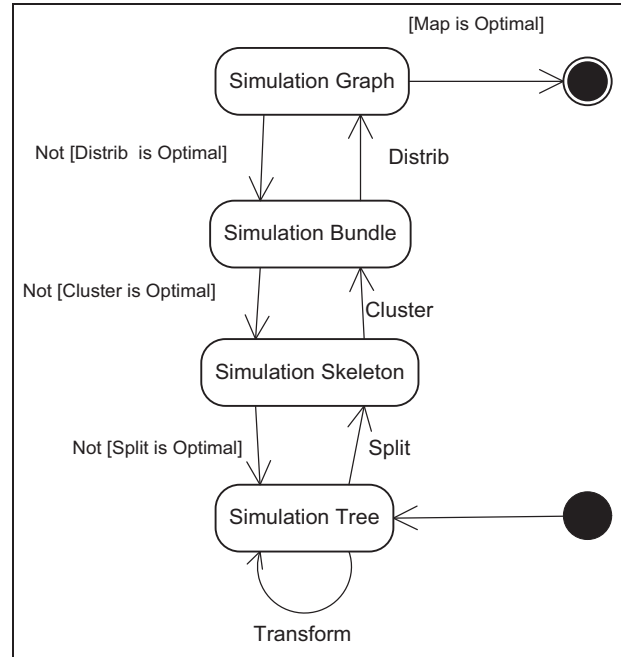 [Map is Optimal]
Simulation Graph
Not [Distrib is Optimal]
Distrib
Simulation Bundle
Not [Cluster is Optimal]
Cluster
Simulation Skeleton
Not [Split is Optimal]
Split
Simulation Tree
Transform